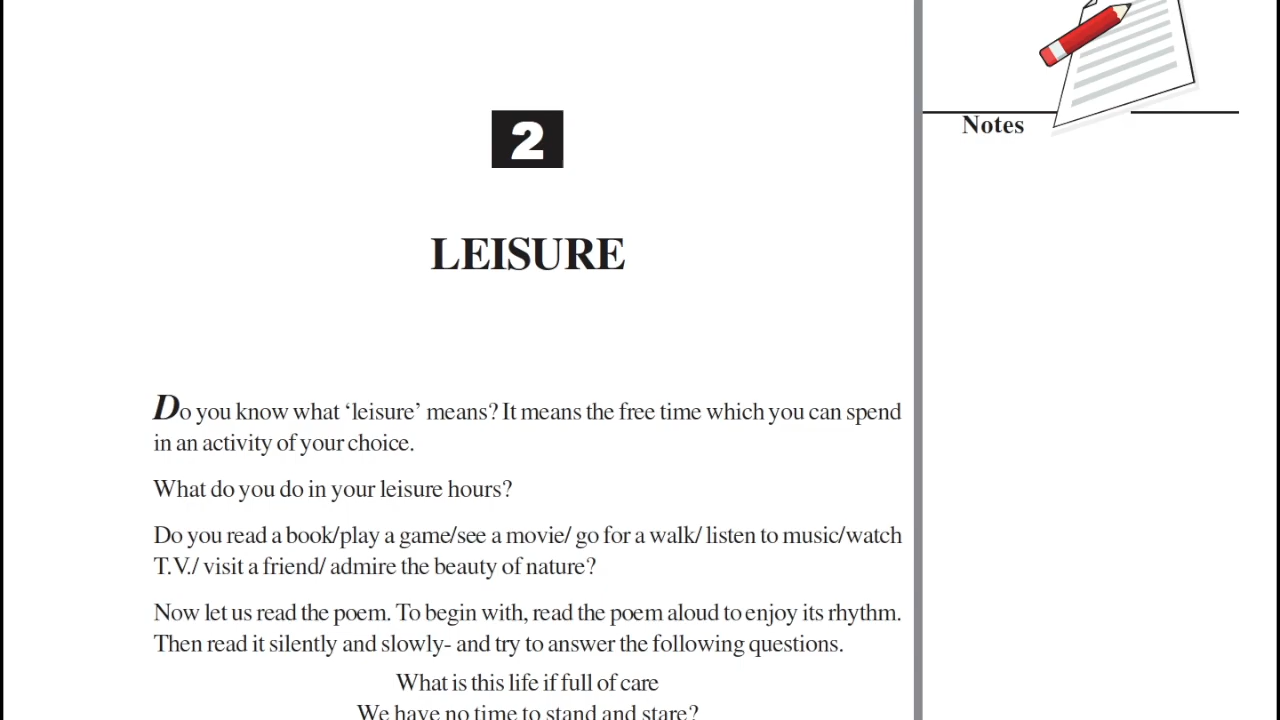 Notes
2
LEISURE
Do you know what ‘leisure’ means? It means the free time which you can spend
in an activity of your choice.
What do you do in your leisure hours?
Do you read a book/play a game/see a movie/ go for a walk/ listen to music/watch
T.V./ visit a friend/ admire the beauty of nature?
Now let us read the poem. To begin with, read the poem aloud to enjoy its rhythm.
Then read it silently and slowly- and try to answer the following questions.
What is this life if full of care
We have no time to stand and stare?